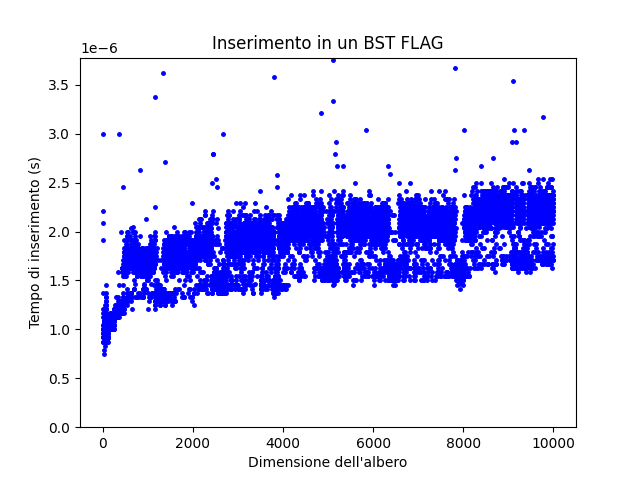 Inserimento in un BST FLAG
1e−6
3.5
3.0
2.5
2.0
1.5
1.0
0.5
0.0
Tempo di inserimento (s)
0 2000 4000 6000 8000 10000
Dimensione dell'albero